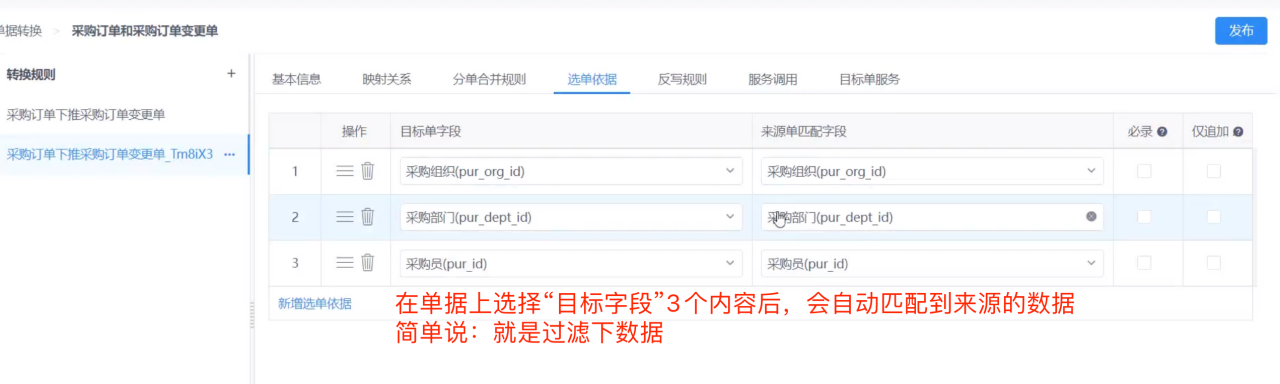 单据转换 > 采购订单和采购订单变更单
发布
转换规则 +
采购订单下推采购订单变更单
采购订单下推采购订单变更单_Tm8iX3 ···
基本信息 映射关系 分单合并规则 选单依据 反写规则 服务调用 目标单服务
操作 目标单字段 来源单匹配字段 必录 ? 仅追加 ?
1 采购组织(pur_org_id) 采购组织(pur_org_id)
2 采购部门(pur_dept_id) 采购部门(pur_dept_id)
3 采购员(pur_id) 采购员(pur_id)
新增选单依据
在单据上选择“目标字段”3个内容后，会自动匹配到来源的数据
简单说：就是过滤下数据